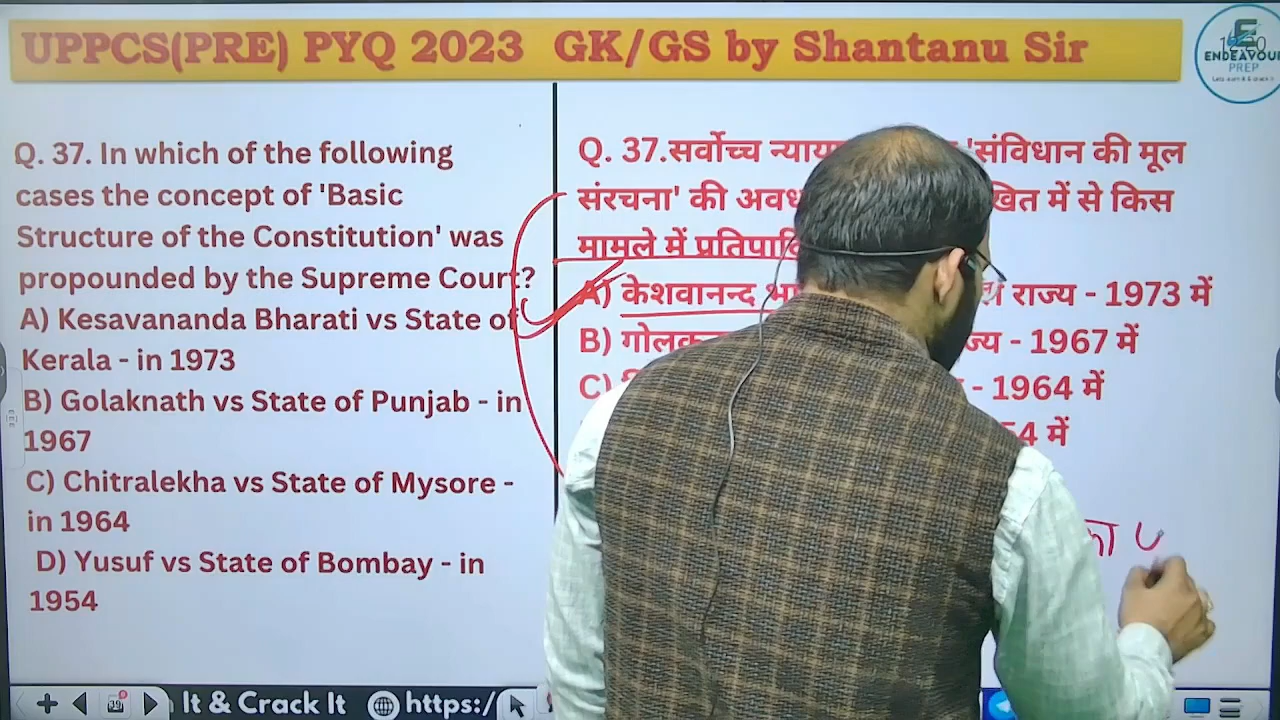 UPPCS(PRE) PYQ 2023 GK/GS by Shantanu Sir
ENDEAVOUR
PREP
Q. 37. In which of the following
cases the concept of 'Basic
Structure of the Constitution' was
propounded by the Supreme Court?
A) Kesavananda Bharati vs State of
Kerala - in 1973
B) Golaknath vs State of Punjab - in
1967
C) Chitralekha vs State of Mysore -
in 1964
D) Yusuf vs State of Bombay - in
1954
Q. 37.सर्वोच्च 'संविधान की मूल
संरचना' की में से किस
मामले में
A) केशवानन्द राज्य - 1973 में
B) - 1967 में
C) - 1964 में
में
का
It & Crack It https:/